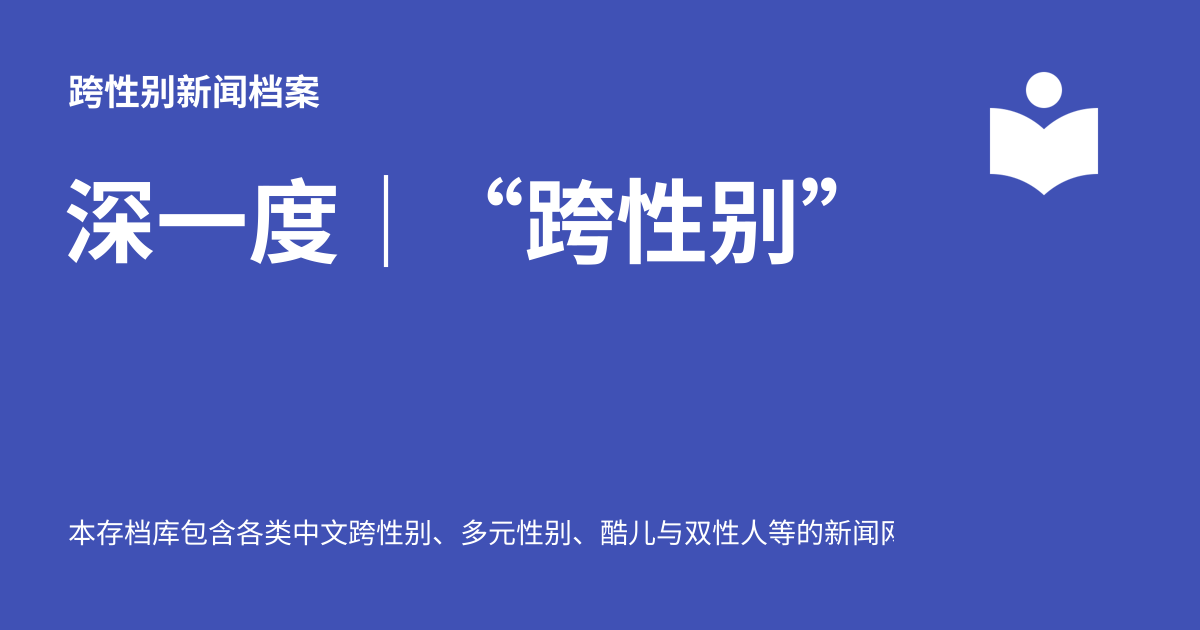 跨性别新闻档案
深一度｜ “跨性别”
本存档库包含各类中文跨性别、多元性别、酷儿与双性人等的新闻